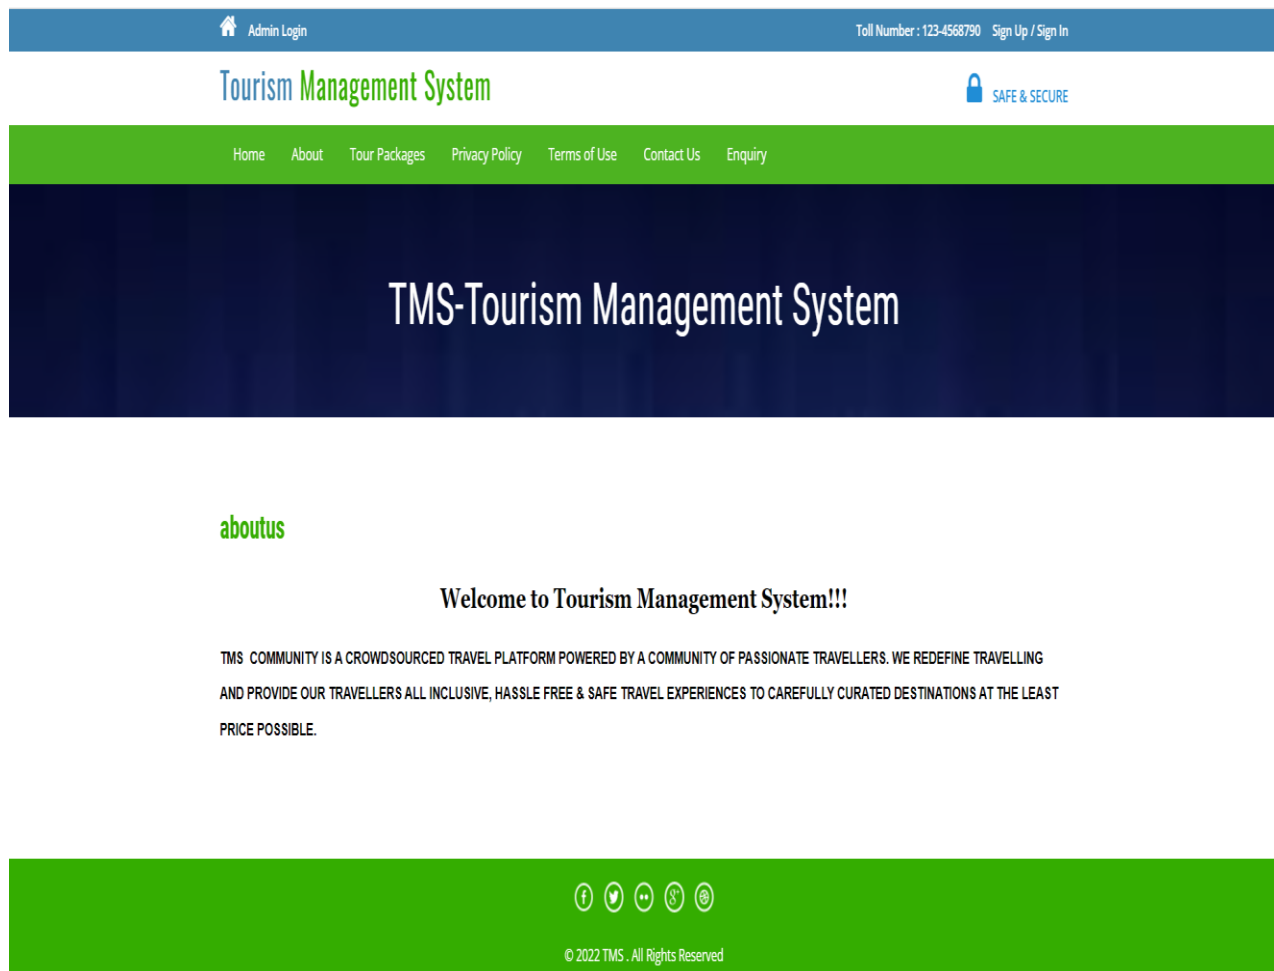 Admin Login
Toll Number : 123-4568790 Sign Up / Sign In
Tourism Management System
SAFE & SECURE
Home About Tour Packages Privacy Policy Terms of Use Contact Us Enquiry
TMS-Tourism Management System
aboutus
Welcome to Tourism Management System!!!
TMS COMMUNITY IS A CROWDSOURCED TRAVEL PLATFORM POWERED BY A COMMUNITY OF PASSIONATE TRAVELLERS. WE REDEFINE TRAVELLING
AND PROVIDE OUR TRAVELLERS ALL INCLUSIVE, HASSLE FREE & SAFE TRAVEL EXPERIENCES TO CAREFULLY CURATED DESTINATIONS AT THE LEAST
PRICE POSSIBLE.
© 2022 TMS . All Rights Reserved